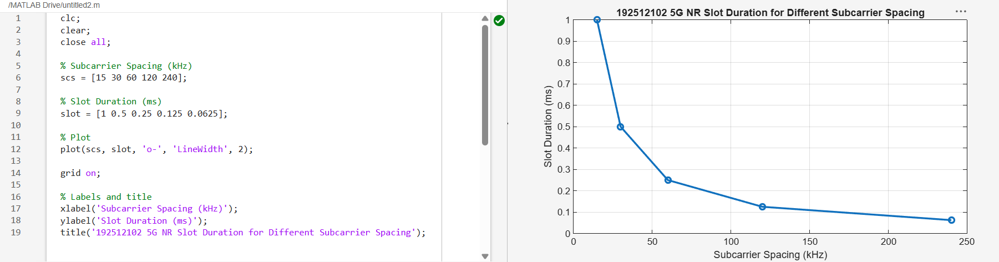 /MATLAB Drive/untitled2.m
1 clc;
2 clear;
3 close all;
4
5 % Subcarrier Spacing (kHz)
6 scs = [15 30 60 120 240];
7
8 % Slot Duration (ms)
9 slot = [1 0.5 0.25 0.125 0.0625];
10
11 % Plot
12 plot(scs, slot, 'o-', 'LineWidth', 2);
13
14 grid on;
15
16 % Labels and title
17 xlabel('Subcarrier Spacing (kHz)');
18 ylabel('Slot Duration (ms)');
19 title('192512102 5G NR Slot Duration for Different Subcarrier Spacing');
192512102 5G NR Slot Duration for Different Subcarrier Spacing
Slot Duration (ms)
1
0.9
0.8
0.7
0.6
0.5
0.4
0.3
0.2
0.1
0
0 50 100 150 200 250
Subcarrier Spacing (kHz)